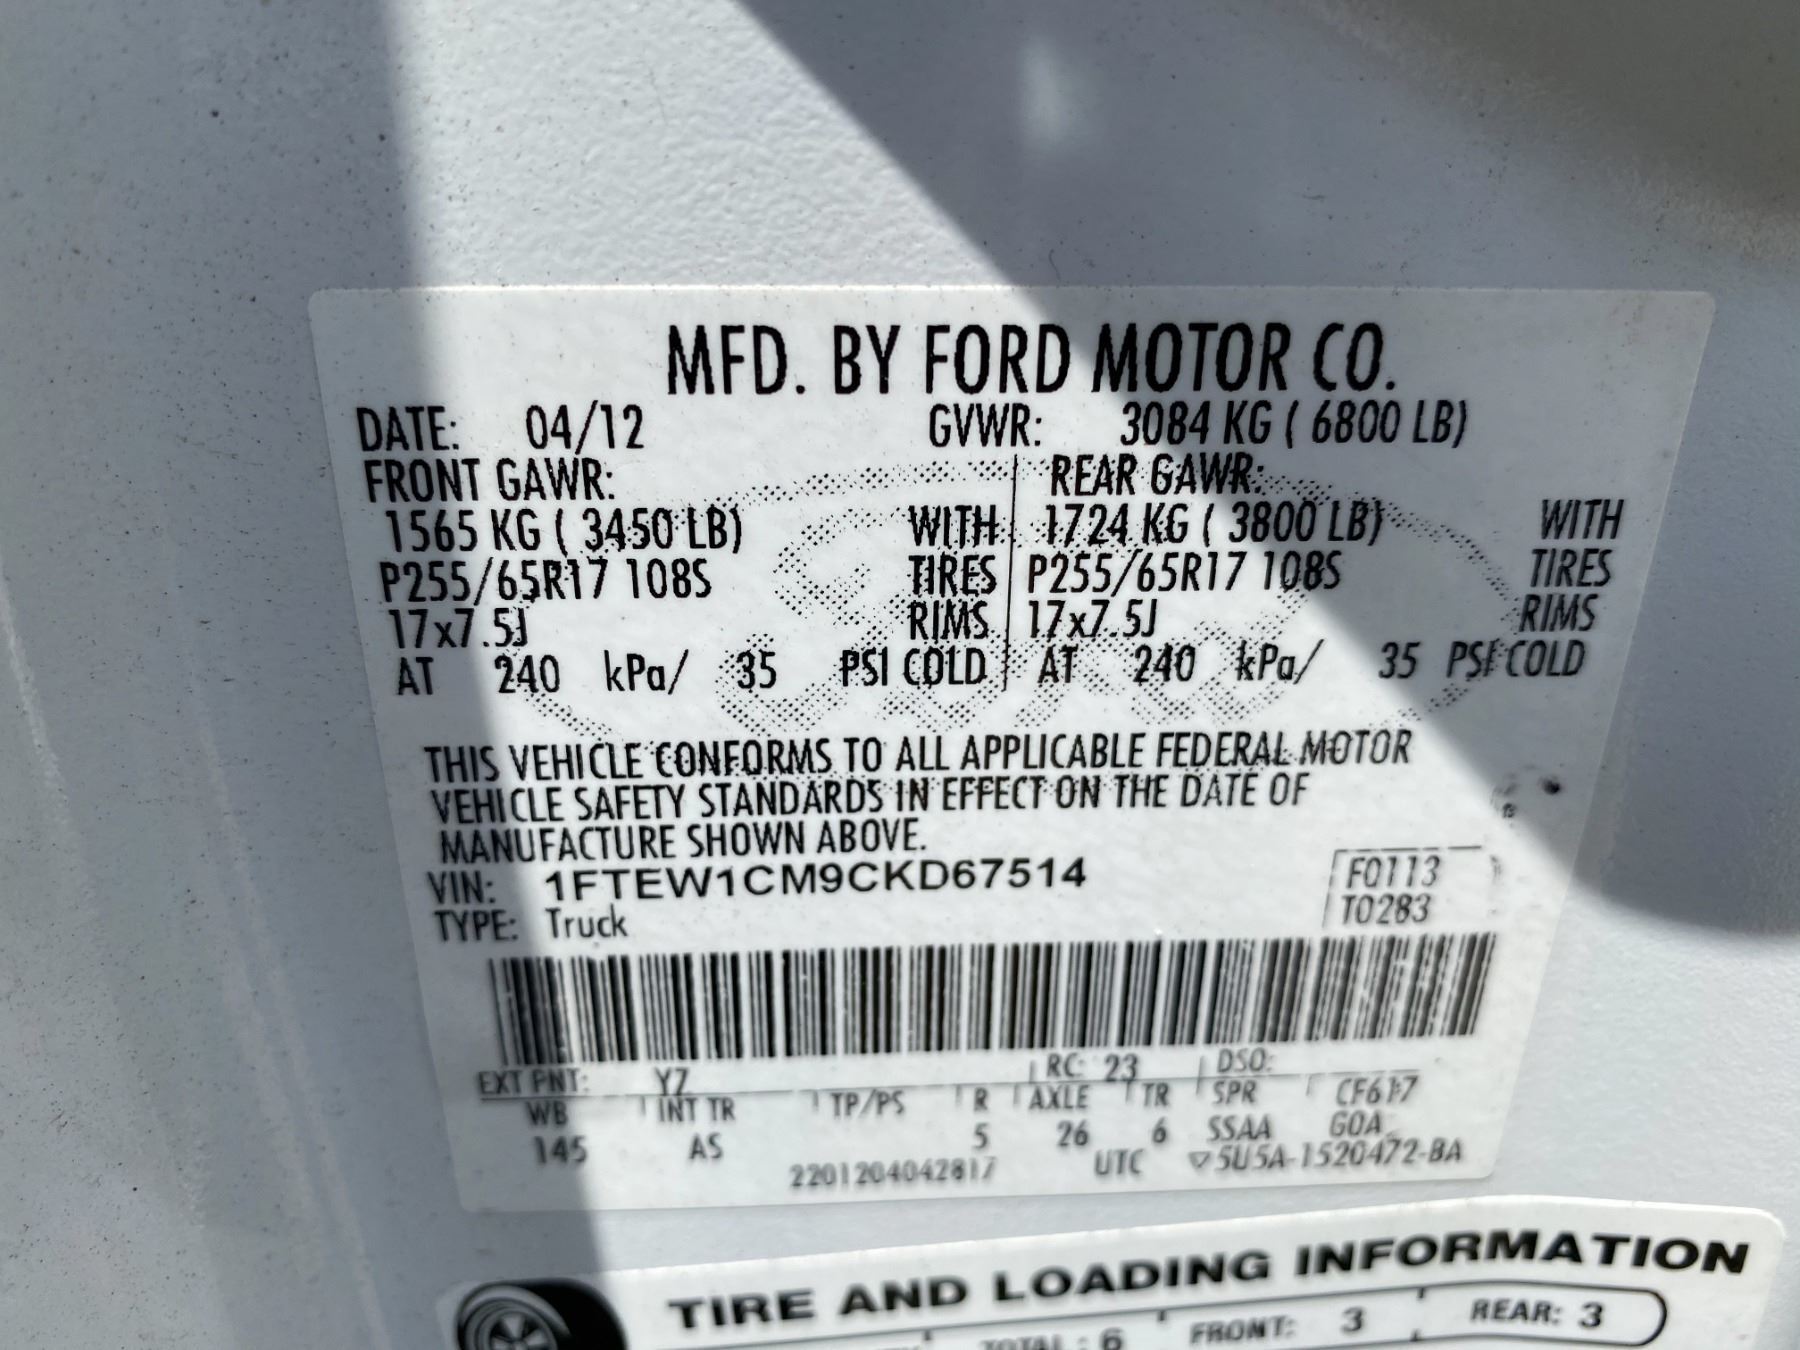 MFD. BY FORD MOTOR CO.
DATE: 04/12 GVWR: 3084 KG ( 6800 LB)
FRONT GAWR: REAR GAWR:
1565 KG ( 3450 LB) WITH 1724 KG ( 3800 LB) WITH
P255/65R17 108S TIRES P255/65R17 108S TIRES
17x7.5J RIMS 17x7.5J RIMS
AT 240 kPa/ 35 PSI COLD AT 240 kPa/ 35 PSI COLD
THIS VEHICLE CONFORMS TO ALL APPLICABLE FEDERAL MOTOR
VEHICLE SAFETY STANDARDS IN EFFECT ON THE DATE OF
MANUFACTURE SHOWN ABOVE.
VIN: 1FTEW1CM9CKD67514 F0113
TYPE: Truck T0283
EXT PNT: YZ RC: 23 DSO:
WB INT TR TP/PS R AXLE TR SPR CF617
145 AS 5 26 6 SSAA GOA
2201204042817 UTC ▽5U5A-1520472-BA
TIRE AND LOADING INFORMATION
TOTAL : 6 FRONT: 3 REAR: 3